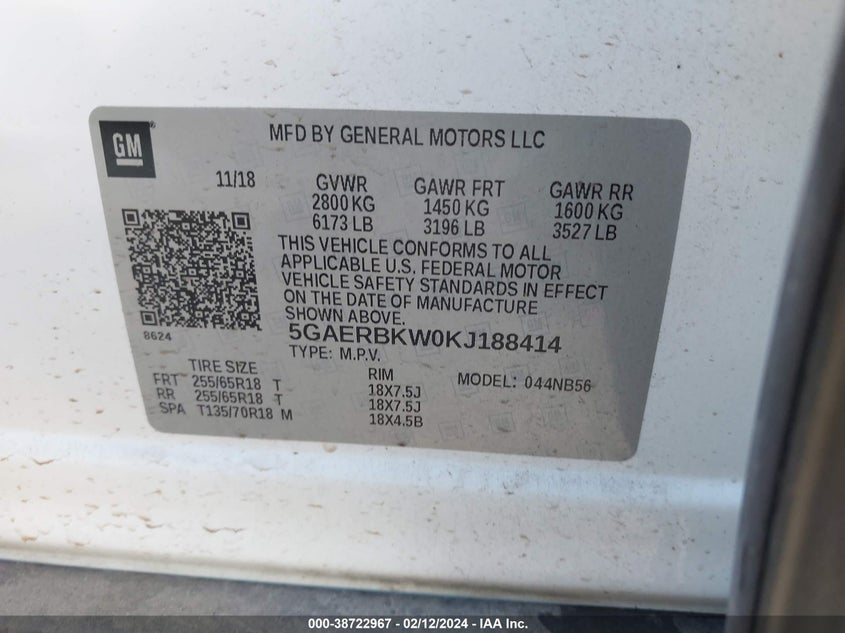 GM
MFD BY GENERAL MOTORS LLC
11/18 GVWR GAWR FRT GAWR RR
2800 KG 1450 KG 1600 KG
6173 LB 3196 LB 3527 LB
THIS VEHICLE CONFORMS TO ALL
APPLICABLE U.S. FEDERAL MOTOR
VEHICLE SAFETY STANDARDS IN EFFECT
ON THE DATE OF MANUFACTURE
SHOWN ABOVE.
8624
5GAERBKW0KJ188414
TYPE: M.P.V.
TIRE SIZE RIM MODEL: 044NB56
FRT 255/65R18 T 18X7.5J
RR 255/65R18 T 18X7.5J
SPA T135/70R18 M 18X4.5B
000-38722967 - 02/12/2024 - IAA Inc.